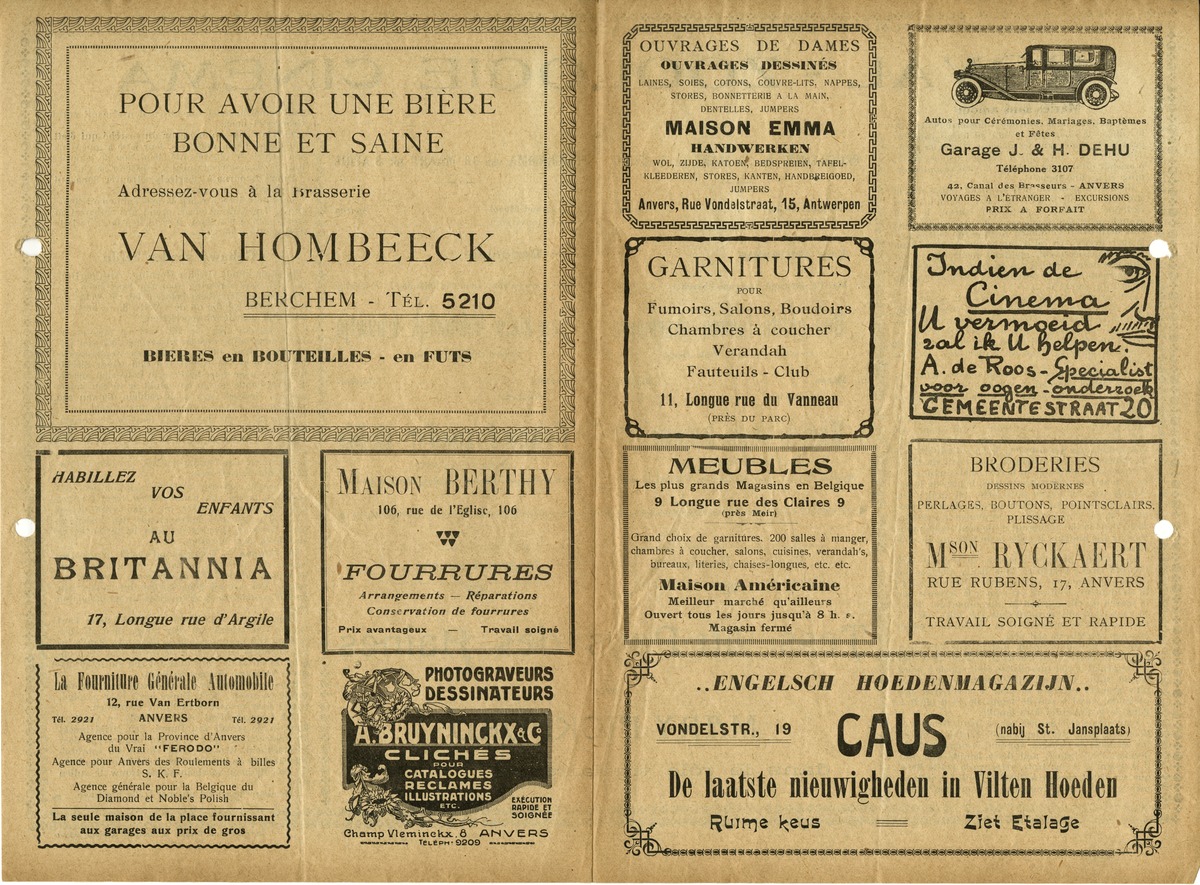 POUR AVOIR UNE BIÈRE
BONNE ET SAINE
Adressez-vous à la Brasserie
VAN HOMBEECK
BERCHEM - TÉL. 5210
BIERES en BOUTEILLES - en FUTS
HABILLEZ
VOS
ENFANTS
AU
BRITANNIA
17, Longue rue d'Argile
MAISON BERTHY
106, rue de l'Eglise, 106
FOURRURES
Arrangements — Réparations
Conservation de fourrures
Prix avantageux — Travail soigné
La Fourniture Générale Automobile
12, rue Van Ertborn
Tél. 2921 ANVERS Tél. 2921
Agence pour la Province d'Anvers
du Vrai "FERODO"
Agence pour Anvers des Roulements à billes
S. K. F.
Agence générale pour la Belgique du
Diamond et Noble's Polish
La seule maison de la place fournissant
aux garages aux prix de gros
PHOTOGRAVEURS
DESSINATEURS
A. BRUYNINCKX & Co
CLICHÉS
POUR
CATALOGUES
RECLAMES
ILLUSTRATIONS
ETC.
EXECUTION
RAPIDE ET
SOIGNÉE
Champ Vleminckx. 8 ANVERS
TELEPH · 9209
OUVRAGES DE DAMES
OUVRAGES DESSINÉS
LAINES, SOIES, COTONS, COUVRE-LITS, NAPPES,
STORES, BONNETTERIE A LA MAIN,
DENTELLES, JUMPERS
MAISON EMMA
HANDWERKEN
WOL, ZIJDE, KATOEN, BEDSPREIEN, TAFEL-
KLEEDEREN, STORES, KANTEN, HANDBREIGOED,
JUMPERS
Anvers, Rue Vondelstraat, 15, Antwerpen
Autos pour Cérémonies, Mariages, Baptêmes
et Fêtes
Garage J. & H. DEHU
Téléphone 3107
42, Canal des Brasseurs - ANVERS
VOYAGES A L'ETRANGER - EXCURSIONS
PRIX A FORFAIT
GARNITURES
POUR
Fumoirs, Salons, Boudoirs
Chambres à coucher
Verandah
Fauteuils - Club
11, Longue rue du Vanneau
(PRÈS DU PARC)
Indien de
Cinema
U vermoeid
zal ik U helpen.
A. de Roos - Specialist
voor oogen - onderzoek
GEMEENTESTRAAT 20
MEUBLES
Les plus grands Magasins en Belgique
9 Longue rue des Claires 9
(près Meir)
Grand choix de garnitures. 200 salles à manger,
chambres à coucher, salons, cuisines, verandah's,
bureaux, literies, chaises-longues, etc. etc.
Maison Américaine
Meilleur marché qu'ailleurs
Ouvert tous les jours jusqu'à 8 h. s.
Magasin fermé
BRODERIES
DESSINS MODERNES
PERLAGES, BOUTONS, POINTSCLAIRS,
PLISSAGE
MSON RYCKAERT
RUE RUBENS, 17, ANVERS
TRAVAIL SOIGNÉ ET RAPIDE
..ENGELSCH HOEDENMAGAZIJN..
VONDELSTR., 19 CAUS (nabij St. Jansplaats)
De laatste nieuwigheden in Vilten Hoeden
Ruime keus Ziet Etalage